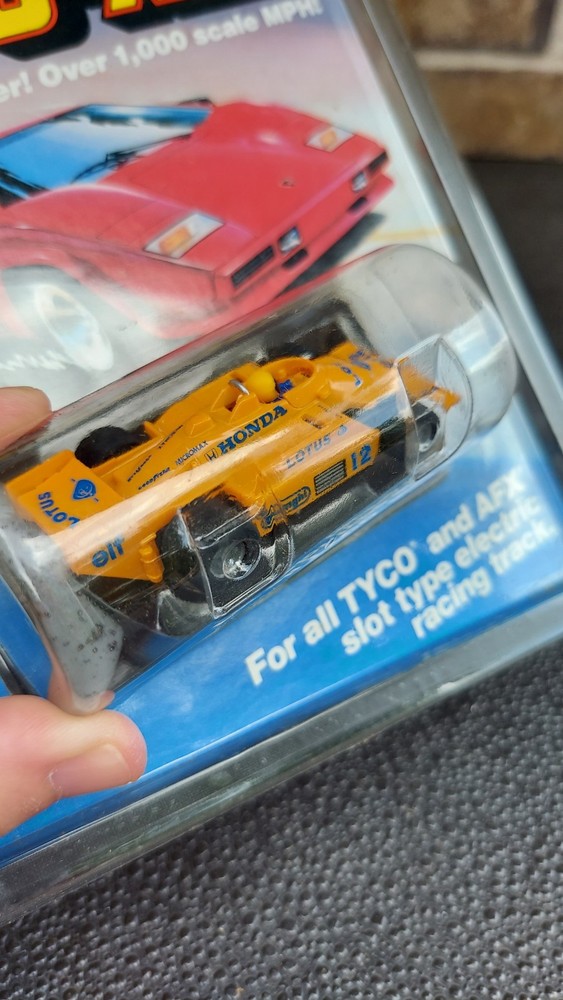 er! Over 1,000 scale MPH!
HONDA
MICROMAX
LOTUS
12
LOTUS
elf
For all TYCO and AFX
slot type electric
racing track.